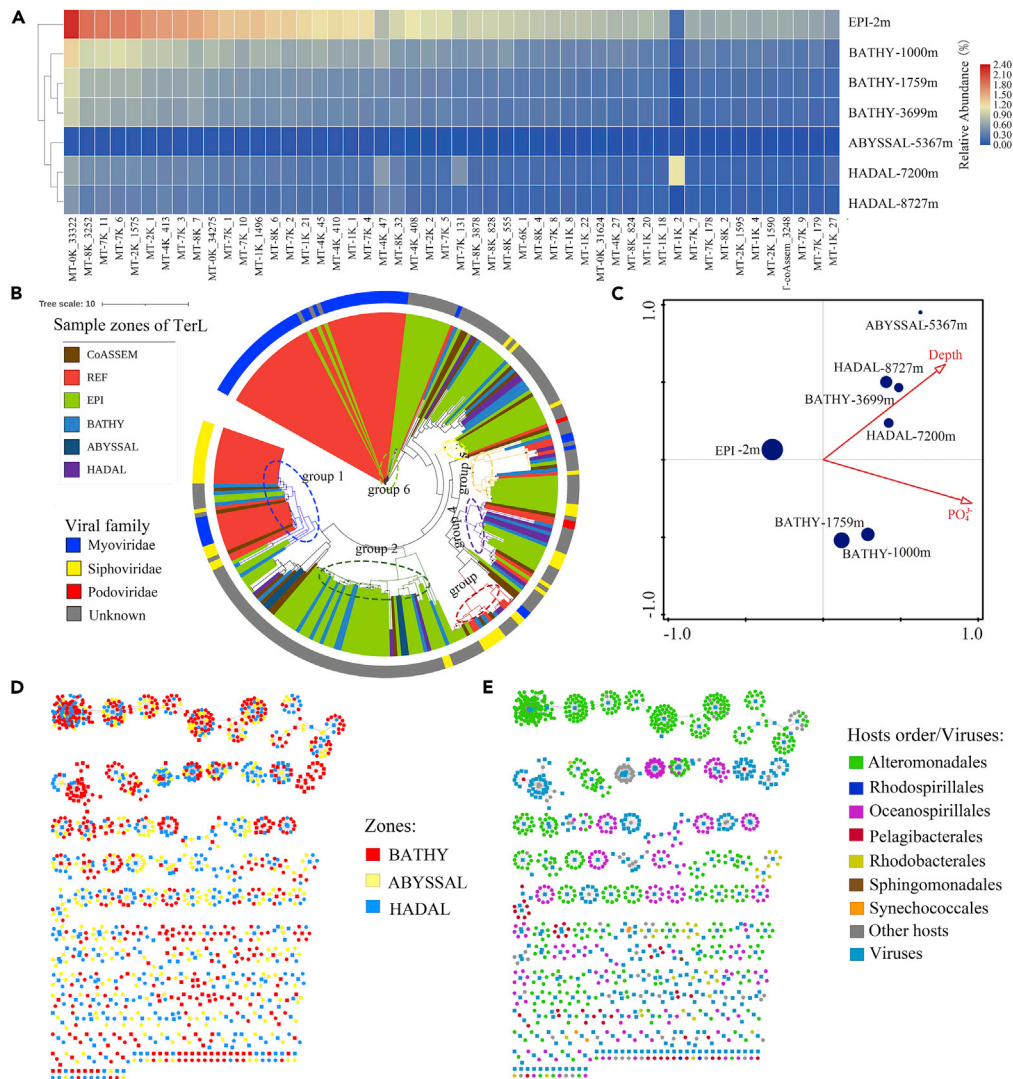 A
EPI-2m
BATHY-1000m
BATHY-1759m
BATHY-3699m
ABYSSAL-5367m
HADAL-7200m
HADAL-8727m
Relative Abundance (%)
2.40
2.10
1.80
1.50
1.20
0.90
0.60
0.30
0.00
MT-0K_33322
MT-8K_3252
MT-7K_11
MT-7K_6
MT-2K_1575
MT-2K_1
MT-4K_413
MT-7K_3
MT-8K_7
MT-0K_34275
MT-7K_1
MT-7K_10
MT-1K_1496
MT-8K_6
MT-7K_2
MT-1K_21
MT-4K_45
MT-4K_410
MT-1K_1
MT-7K_4
MT-4K_47
MT-8K_32
MT-4K_408
MT-2K_2
MT-7K_5
MT-7K_131
MT-8K_3878
MT-8K_828
MT-8K_555
MT-6K_1
MT-8K_4
MT-7K_8
MT-1K_8
MT-1K_22
MT-0K_31624
MT-4K_27
MT-8K_824
MT-1K_20
MT-1K_18
MT-1K_2
MT-7K_178
MT-8K_2
MT-2K_1595
MT-1K_4
MT-2K_1590
T-coAssem_3248
MT-7K_9
MT-7K_179
MT-1K_27
B
Tree scale: 10
Sample zones of TerL
CoASSEM
REF
EPI
BATHY
ABYSSAL
HADAL
Viral family
Myoviridae
Siphoviridae
Podoviridae
Unknown
group 1
group 6
group 5
group 4
group 2
group
C
1.0
-1.0
-1.0
1.0
ABYSSAL-5367m
Depth
HADAL-8727m
BATHY-3699m
HADAL-7200m
EPI-2m
PO₄³⁻
BATHY-1759m
BATHY-1000m
D
Zones:
BATHY
ABYSSAL
HADAL
E
Hosts order/Viruses:
Alteromonadales
Rhodospirillales
Oceanospirillales
Pelagibacterales
Rhodobacterales
Sphingomonadales
Synechococcales
Other hosts
Viruses